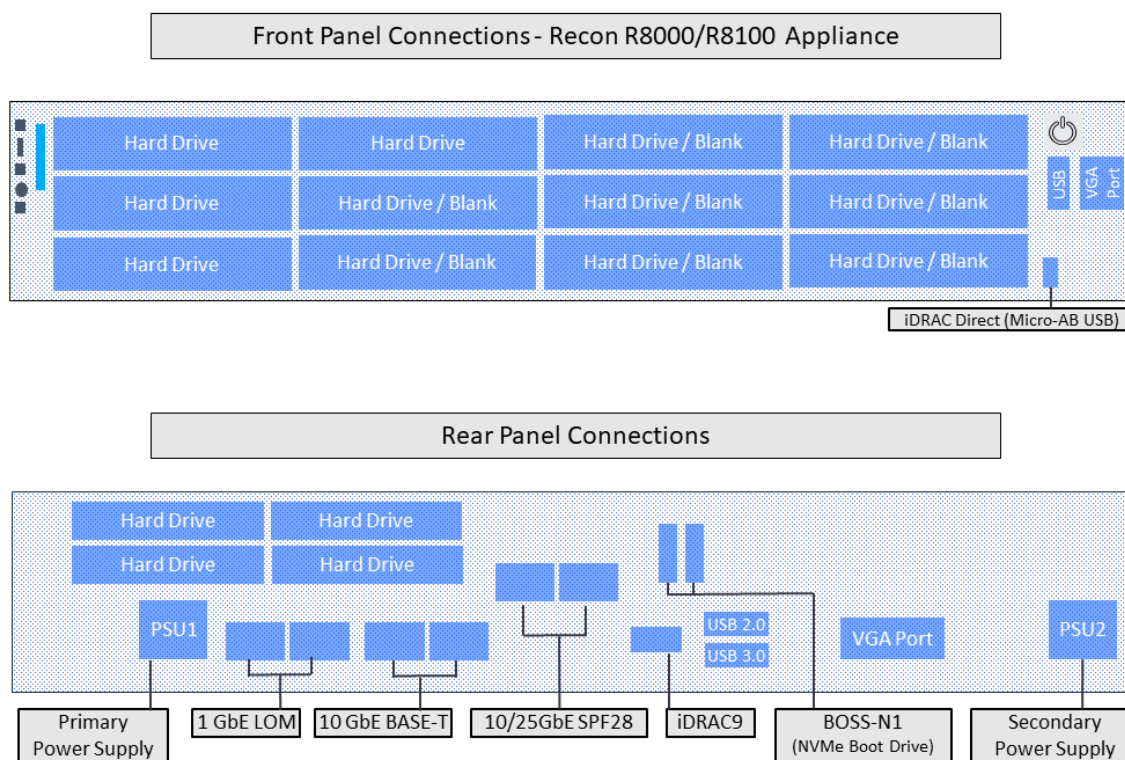 Front Panel Connections - Recon R8000/R8100 Appliance
Hard Drive
Hard Drive
Hard Drive / Blank
Hard Drive / Blank
Hard Drive
Hard Drive / Blank
Hard Drive / Blank
Hard Drive / Blank
Hard Drive
Hard Drive / Blank
Hard Drive / Blank
Hard Drive / Blank
USB
VGA
Port
iDRAC Direct (Micro-AB USB)
Rear Panel Connections
Hard Drive
Hard Drive
Hard Drive
Hard Drive
PSU1
USB 2.0
USB 3.0
VGA Port
PSU2
Primary
Power Supply
1 GbE LOM
10 GbE BASE-T
10/25GbE SPF28
iDRAC9
BOSS-N1
(NVMe Boot Drive)
Secondary
Power Supply